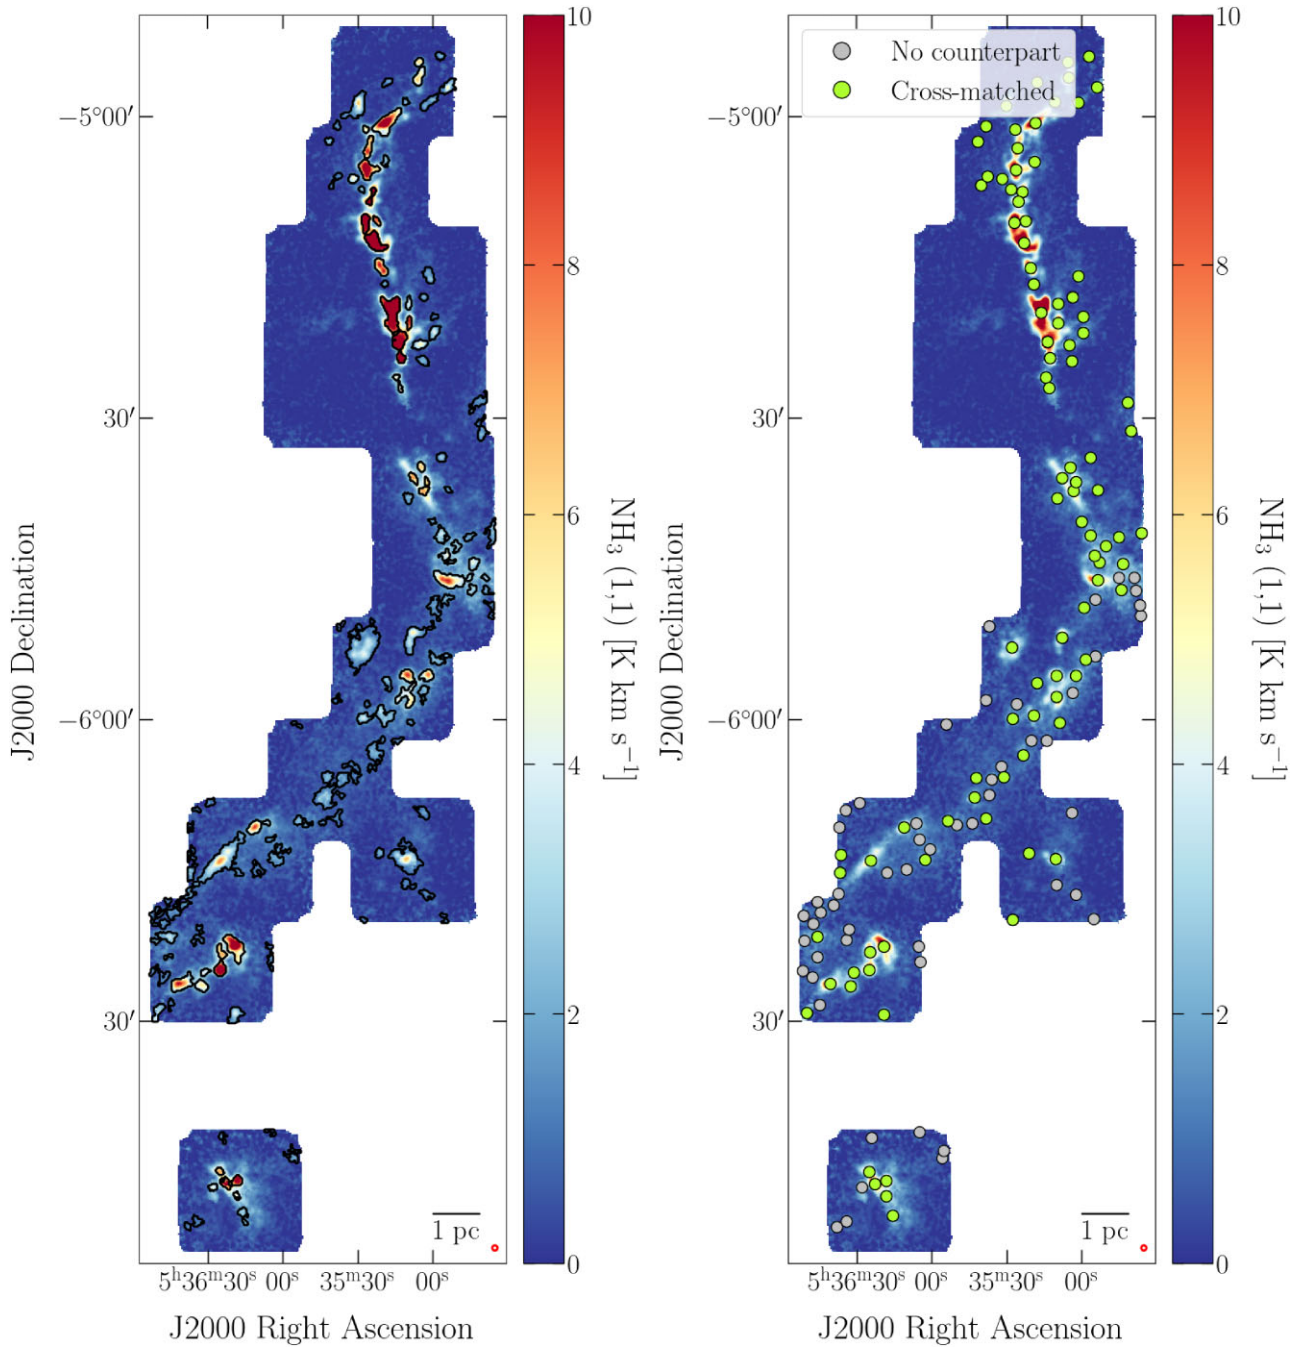 10
8
6
4
2
0
NH₃ (1,1) [K km s⁻¹]
−5°00′
30′
−6°00′
30′
J2000 Declination
1 pc
5ʰ36ᵐ30ˢ 00ˢ 35ᵐ30ˢ 00ˢ
J2000 Right Ascension
No counterpart
Cross-matched
10
8
6
4
2
0
NH₃ (1,1) [K km s⁻¹]
−5°00′
30′
−6°00′
30′
J2000 Declination
1 pc
5ʰ36ᵐ30ˢ 00ˢ 35ᵐ30ˢ 00ˢ
J2000 Right Ascension